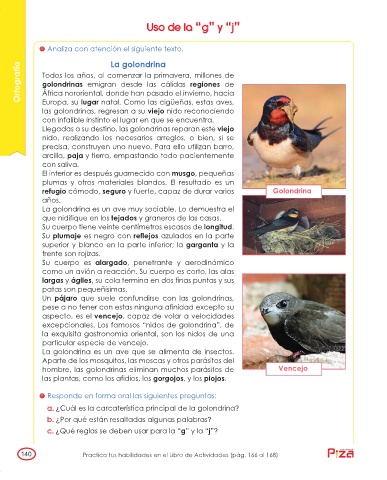 Uso de la “g” y “j”
Ortografía
Analiza con atención el siguiente texto.
La golondrina
Todos los años, al comenzar la primavera, millones de
golondrinas emigran desde las cálidas regiones de
África nororiental, donde han pasado el invierno, hacia
Europa, su lugar natal. Como las cigüeñas, estas aves,
las golondrinas, regresan a su viejo nido reconociendo
con infalible instinto el lugar en que se encuentra.
Llegadas a su destino, las golondrinas reparan este viejo
nido, realizando los necesarios arreglos, o bien, si se
precisa, construyen uno nuevo. Para ello utilizan barro,
arcilla, paja y tierra, empastando todo pacientemente
con saliva.
El interior es después guarnecido con musgo, pequeñas
plumas y otros materiales blandos. El resultado es un
refugio cómodo, seguro y fuerte, capaz de durar varios
años.
La golondrina es un ave muy sociable. Lo demuestra el
que nidifique en los tejados y graneros de las casas.
Su cuerpo tiene veinte centímetros escasos de longitud.
Su plumaje es negro con reflejos azulados en la parte
superior y blanco en la parte inferior; la garganta y la
frente son rojizas.
Su cuerpo es alargado, penetrante y aerodinámico
como un avión a reacción. Su cuerpo es corto, las alas
largas y ágiles, su cola termina en dos finas puntas y sus
patas son pequeñísimas.
Un pájaro que suele confundirse con las golondrinas,
pese a no tener con estas ninguna afinidad excepto su
aspecto, es el vencejo, capaz de volar a velocidades
excepcionales. Los famosos “nidos de golondrina”, de
la exquisita gastronomía oriental, son los nidos de una
particular especie de vencejo.
La golondrina es un ave que se alimenta de insectos.
Aparte de los mosquitos, las moscas y otros parásitos del
hombre, las golondrinas eliminan muchos parásitos de
las plantas, como los afidios, los gorgojos, y los piojos.
Golondrina
Vencejo
Responde en forma oral las siguientes preguntas:
a. ¿Cuál es la característica principal de la golondrina?
b. ¿Por qué están resaltadas algunas palabras?
c. ¿Qué reglas se deben usar para la “g” y la “j”?
140
Practica tus habilidades en el Libro de Actividades (pág. 166 al 168)